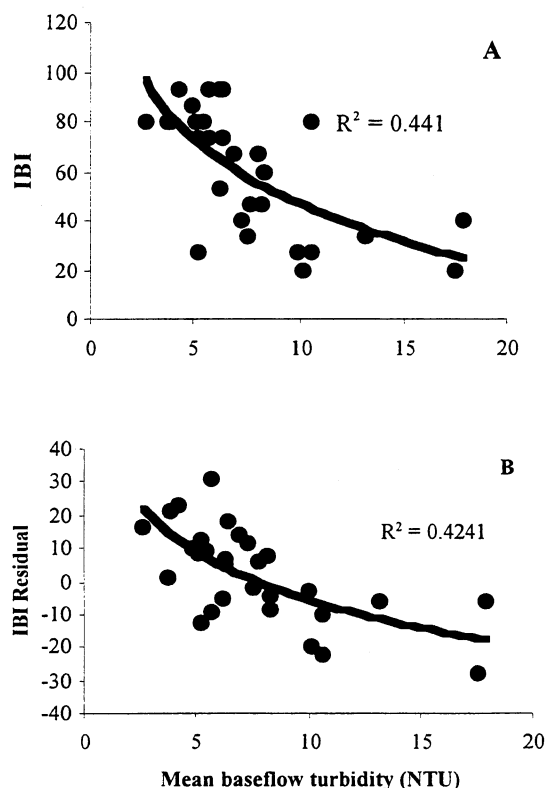 120
A
100
80
R² = 0.441
IBI
60
40
20
0
0 5 10 15 20
40
B
30
20
R² = 0.4241
10
IBI Residual
0
-10
-20
-30
-40
0 5 10 15 20
Mean baseflow turbidity (NTU)